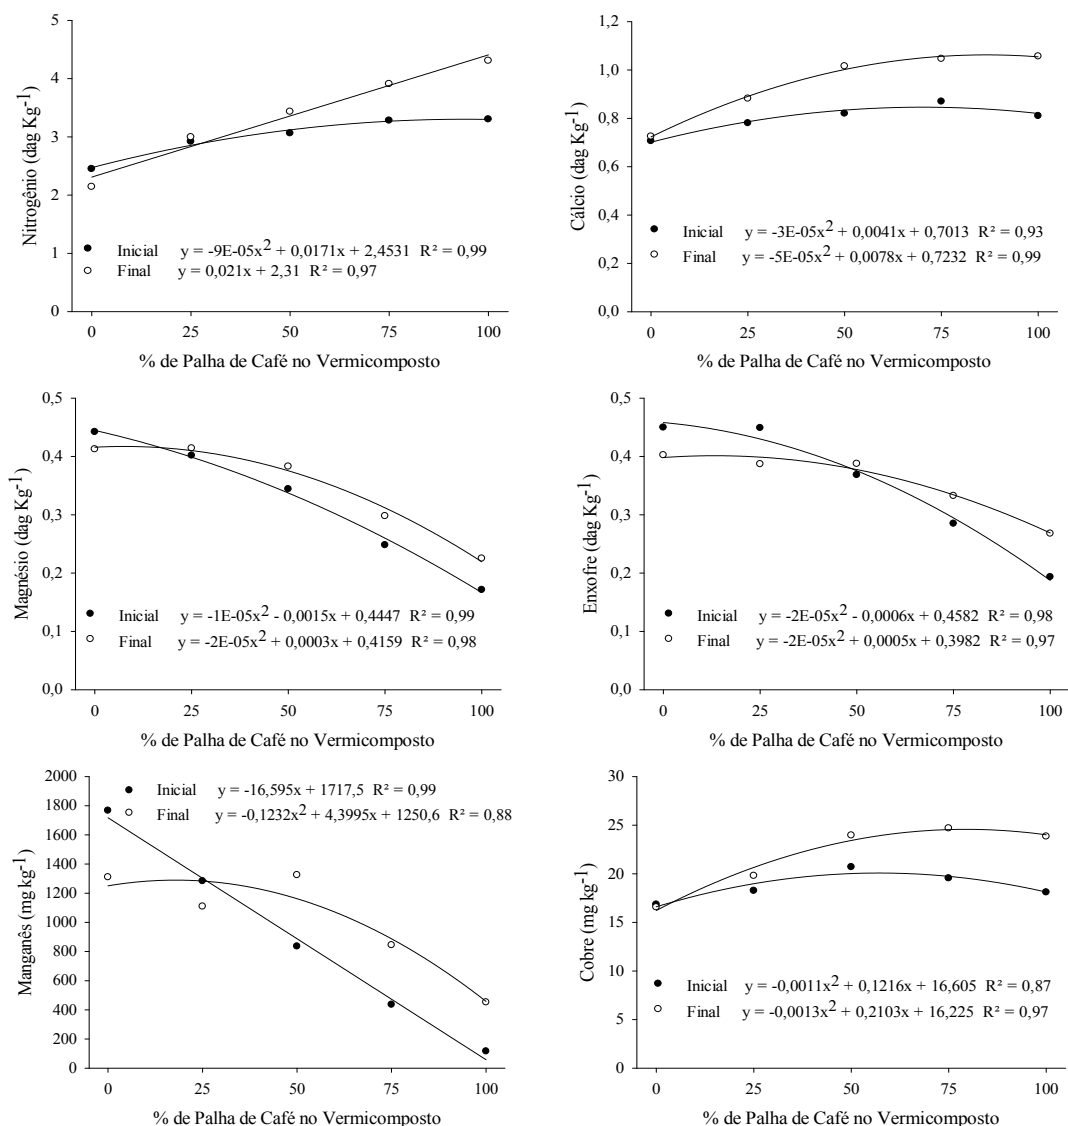 5
4
3
2
1
0
Nitrogênio (dag Kg-1)
Inicial y = -9E-05x2 + 0,0171x + 2,4531 R² = 0,99
Final y = 0,021x + 2,31 R² = 0,97
0 25 50 75 100
% de Palha de Café no Vermicomposto
1,2
1,0
0,8
0,6
0,4
0,2
0,0
Cálcio (dag Kg-1)
Inicial y = -3E-05x2 + 0,0041x + 0,7013 R² = 0,93
Final y = -5E-05x2 + 0,0078x + 0,7232 R² = 0,99
0 25 50 75 100
% de Palha de Café no Vermicomposto
0,5
0,4
0,3
0,2
0,1
0,0
Magnésio (dag Kg-1)
Inicial y = -1E-05x2 - 0,0015x + 0,4447 R² = 0,99
Final y = -2E-05x2 + 0,0003x + 0,4159 R² = 0,98
0 25 50 75 100
% de Palha de Café no Vermicomposto
0,5
0,4
0,3
0,2
0,1
0,0
Enxofre (dag Kg-1)
Inicial y = -2E-05x2 - 0,0006x + 0,4582 R² = 0,98
Final y = -2E-05x2 + 0,0005x + 0,3982 R² = 0,97
0 25 50 75 100
% de Palha de Café no Vermicomposto
2000
1800
1600
1400
1200
1000
800
600
400
200
0
Manganês (mg kg-1)
Inicial y = -16,595x + 1717,5 R² = 0,99
Final y = -0,1232x2 + 4,3995x + 1250,6 R² = 0,88
0 25 50 75 100
% de Palha de Café no Vermicomposto
30
25
20
15
10
5
0
Cobre (mg kg-1)
Inicial y = -0,0011x2 + 0,1216x + 16,605 R² = 0,87
Final y = -0,0013x2 + 0,2103x + 16,225 R² = 0,97
0 25 50 75 100
% de Palha de Café no Vermicomposto